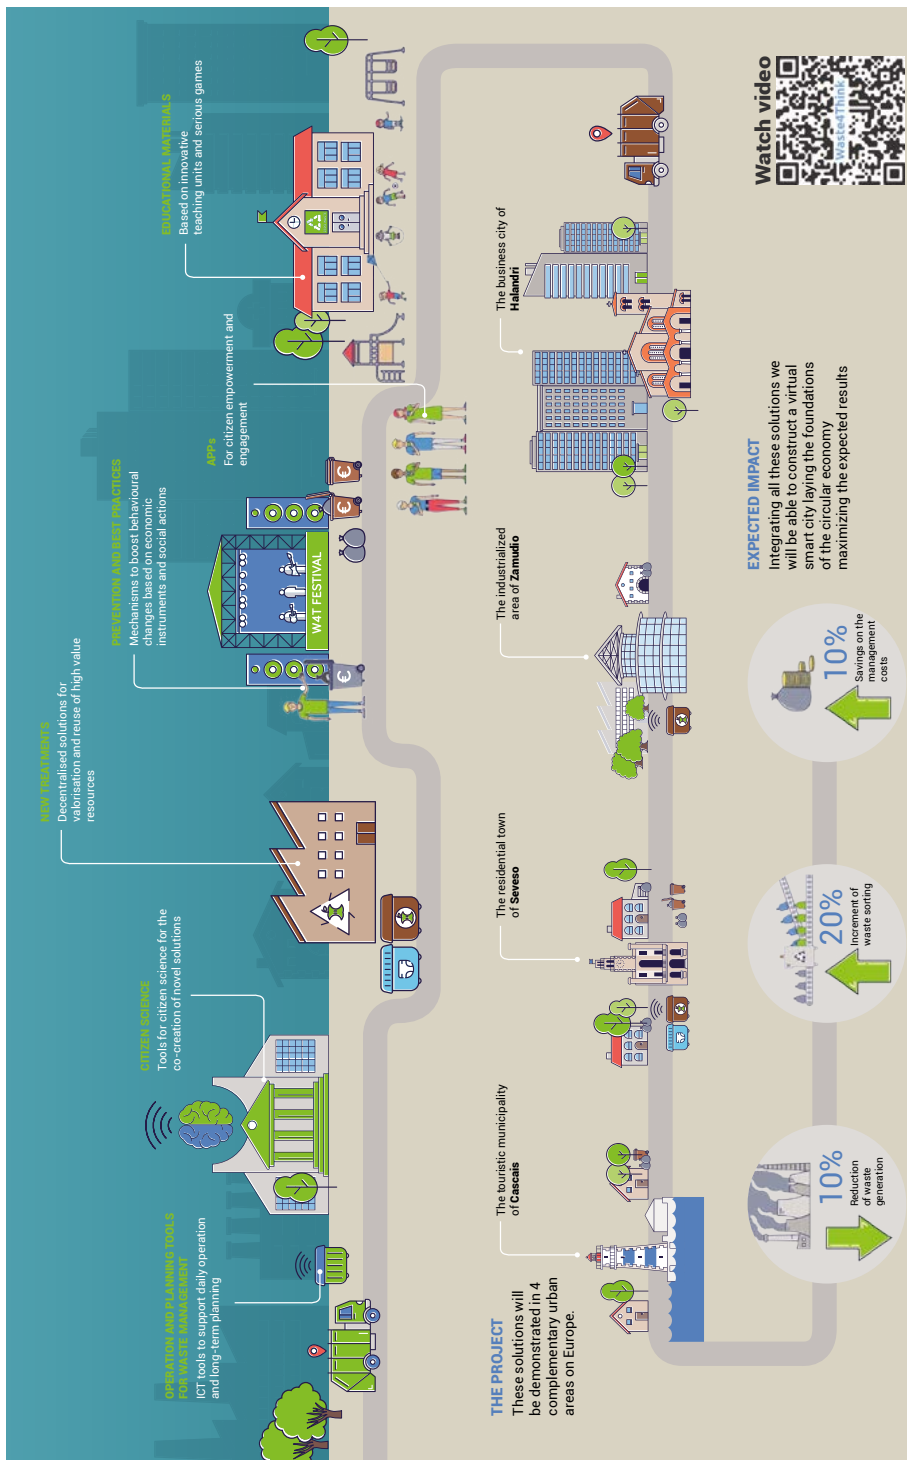 OPERATION AND PLANNING TOOLS
FOR WASTE MANAGEMENT
ICT tools to support daily operation
and long-term planning
CITIZEN SCIENCE
Tools for citizen science for the
co-creation of novel solutions
NEW TREATMENTS
Decentralised solutions for
valorisation and reuse of high value
resources
PREVENTION AND BEST PRACTICES
Mechanisms to boost behavioural
changes based on economic
instruments and social actions
W4T FESTIVAL
€
€
€
APPs
For citizen empowerment and
engagement
EDUCATIONAL MATERIALS
Based on innovative
teaching units and serious games
THE PROJECT
These solutions will
be demonstrated in 4
complementary urban
areas on Europe.
The touristic municipality
of Cascais
The residential town
of Seveso
The industrialized
area of Zamudio
The business city of
Halandri
10%
Reduction
of waste
generation
20%
Increment of
waste sorting
10%
Savings on the
management
costs
EXPECTED IMPACT
Integrating all these solutions we
will be able to construct a virtual
smart city laying the foundations
of the circular economy
maximizing the expected results
Watch video
Waste4Think